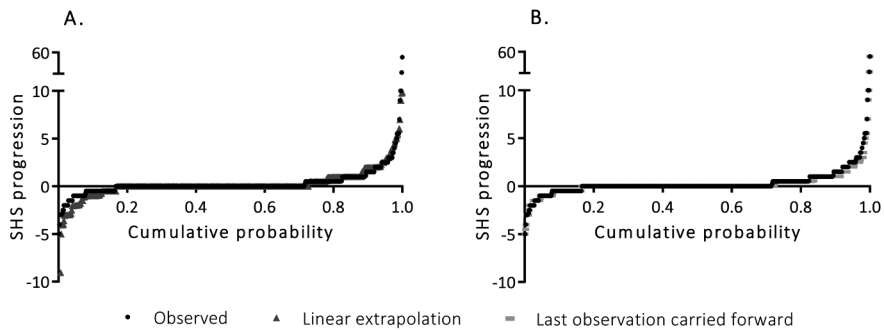 A.
60
10
5
0
-5
-10
SHS progression
0.2
0.4
0.6
0.8
1.0
Cumulative probability
B.
60
10
5
0
-5
-10
SHS progression
0.2
0.4
0.6
0.8
1.0
Cumulative probability
Observed
Linear extrapolation
Last observation carried forward